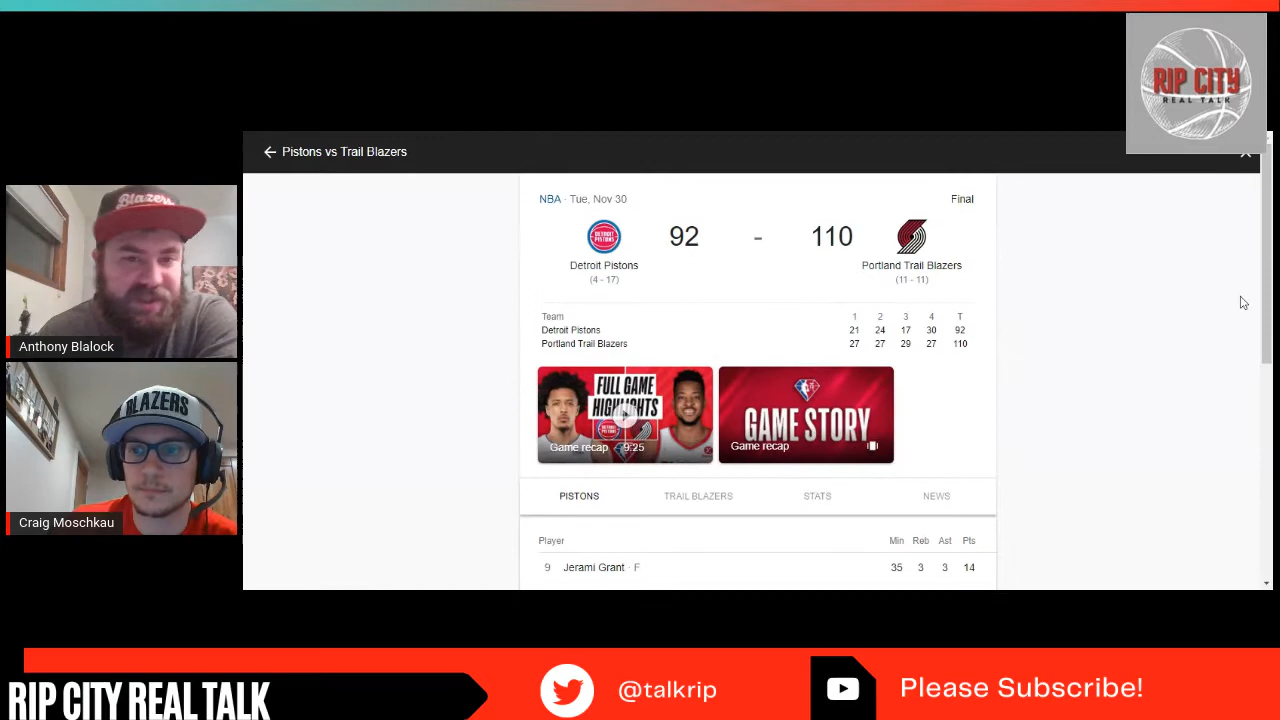 RIP CITY
REAL TALK
Pistons vs Trail Blazers
NBA · Tue, Nov 30
Final
92 - 110
DETROIT
PISTONS
Detroit Pistons
(4 - 17)
Portland Trail Blazers
(11 - 11)
Team 1 2 3 4 T
Detroit Pistons 21 24 17 30 92
Portland Trail Blazers 27 27 29 27 110
FULL GAME
HIGHLIGHTS
Game recap 9:25
GAME STORY
Game recap
PISTONS
TRAIL BLAZERS
STATS
NEWS
Player Min Reb Ast Pts
9 Jerami Grant · F 35 3 3 14
Blazers
Anthony Blalock
BLAZERS
Craig Moschkau
RIP CITY REAL TALK
@talkrip
Please Subscribe!